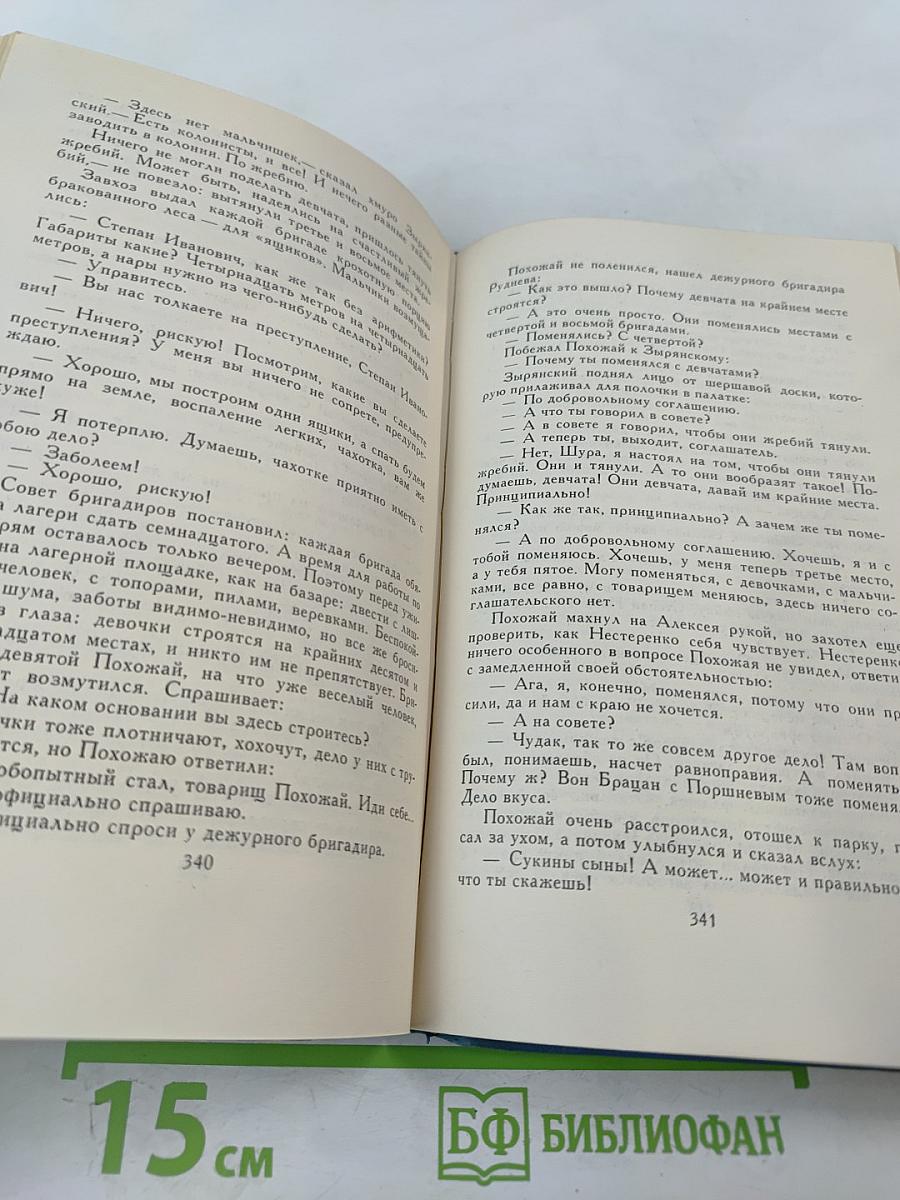 — Здесь нет мальчишек,— сказал хмуро Зырян-
ский.— Есть колонисты, и все! И нечего разные тайны
заводить в колонии. По жребию.
Ничего не могли поделать девчата, пришлось тянуть
жребий. Может быть, надеялись на счастливый жре-
бий,— не повезло: вытянули третье и восьмое места.
Завхоз выдал каждой бригаде крохотную порцию
бракованного леса — для «ящиков». Мальчики возмуща-
лись:
— Степан Иванович, как же так без арифметики?
Габариты какие? Четырнадцать метров на четырнадцать
метров, а нары нужно из чего-нибудь сделать?
— Управитесь.
— Вы нас толкаете на преступление, Степан Ивано-
вич!
— Ничего, рискую! Посмотрим, какие вы сделаете
преступления? У меня вы ничего не сопрете, предупре-
ждаю.
— Хорошо, мы построим одни ящики, а спать будем
прямо на земле, воспаление легких, чахотка, вам же
хуже!
— Я потерплю. Думаешь, чахотке приятно иметь с
обою дело?
— Заболеем!
— Хорошо, рискую!
Совет бригадиров постановил: каждая бригада обя-
а лагери сдать семнадцатого. А время для работы по
рям оставалось только вечером. Поэтому перед ужи-
на лагерной площадке, как на базаре: двести с лиш-
человек, с топорами, пилами, веревками. Беспокой-
шума, заботы видимо-невидимо, но все же броси-
в глаза: девочки строятся на крайних десятом и
адцатом местах, и никто им не препятствует. Бри-
девятой Похожай, на что уже веселый человек,
т возмутился. Спрашивает:
На каком основании вы здесь строитесь?
чки тоже плотничают, хохочут, дело у них с тру-
тся, но Похожаю ответили:
обопытный стал, товарищ Похожай. Иди себе...
официально спрашиваю.
ициально спроси у дежурного бригадира.
340
Похожай не поленился, нашел дежурного бригадира
Руднева:
— Как это вышло? Почему девчата на крайнем месте
строятся?
— А это очень просто. Они поменялись местами с
четвертой и восьмой бригадами.
— Поменялись? С четвертой?
Побежал Похожай к Зырянскому:
— Почему ты поменялся с девчатами?
Зырянский поднял лицо от шершавой доски, кото-
рую прилаживал для полочки в палатке:
— По добровольному соглашению.
— А что ты говорил в совете?
— А в совете я говорил, чтобы они жребий тянули.
— А теперь ты, выходит, соглашатель.
— Нет, Шура, я настоял на том, чтобы они тянули
жребий. Они и тянули. А то они вообразят такое! По-
думаешь, девчата! Они девчата, давай им крайние места.
Принципиально!
— Как же так, принципиально? А зачем же ты поме-
нялся?
— А по добровольному соглашению. Хочешь, я и с
тобой поменяюсь. Хочешь, у меня теперь третье место,
а у тебя пятое. Могу поменяться, с девочками, с мальчи-
ками, все равно, с товарищем меняюсь, здесь ничего со-
глашательского нет.
Похожай махнул на Алексея рукой, но захотел еще
проверить, как Нестеренко себя чувствует. Нестеренко
ничего особенного в вопросе Похожая не увидел, ответи
с замедленной своей обстоятельностью:
— Ага, я, конечно, поменялся, потому что они пр
сили, да и нам с краю не хочется.
— А на совете?
— Чудак, так то же совсем другое дело! Там воп
был, понимаешь, насчет равноправия. А поменять
Почему ж? Вон Брацан с Поршневым тоже поменя
Дело вкуса.
Похожай очень расстроился, отошел к парку, п
сал за ухом, а потом улыбнулся и сказал вслух:
— Сукины сыны! А может... может и правильно
что ты скажешь!
341
15 см
БФ БИБЛИОФАН